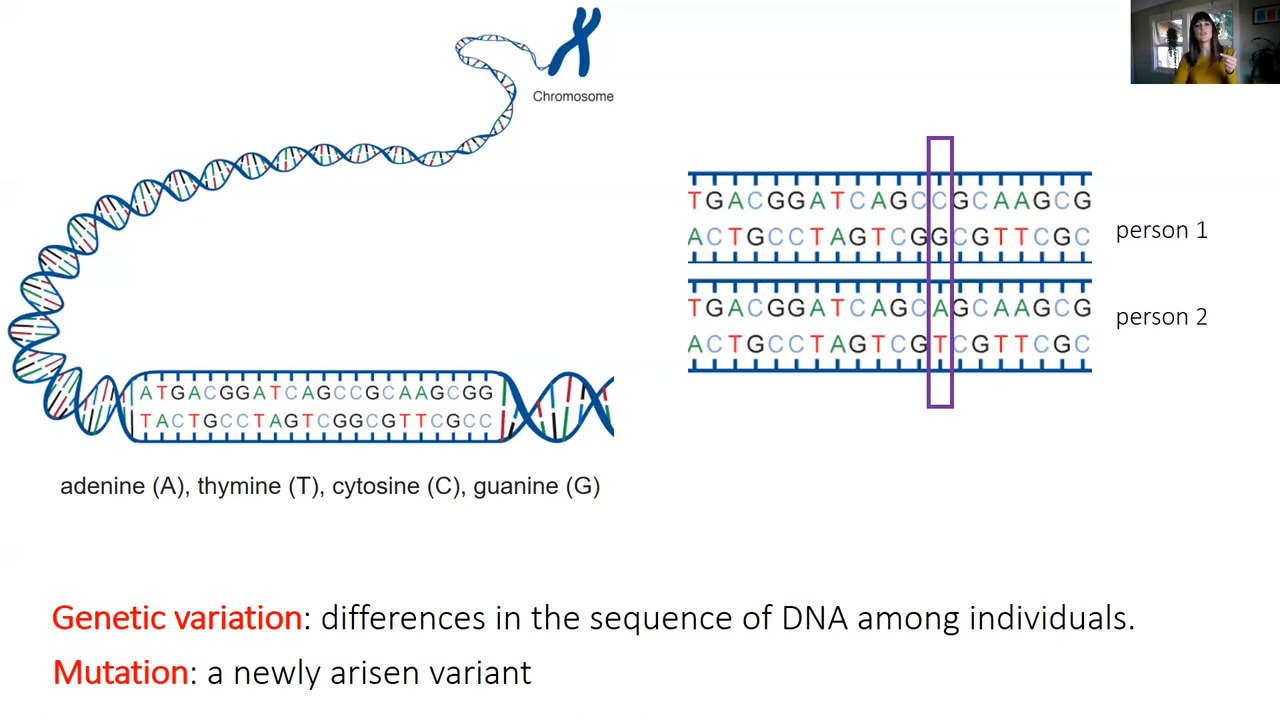 Chromosome
TGACGGATCAGCCGCAAGCG
ACTGCCTAGTCGGCGTTCGC
person 1
TGACGGATCAGCAGCAAGCG
ACTGCCTAGTCGTCGTTCGC
person 2
ATGACGGATCAGCCGCAAGCGG
TACTGCCTAGTCGGCGTTCGCC
adenine (A), thymine (T), cytosine (C), guanine (G)
Genetic variation: differences in the sequence of DNA among individuals.
Mutation: a newly arisen variant